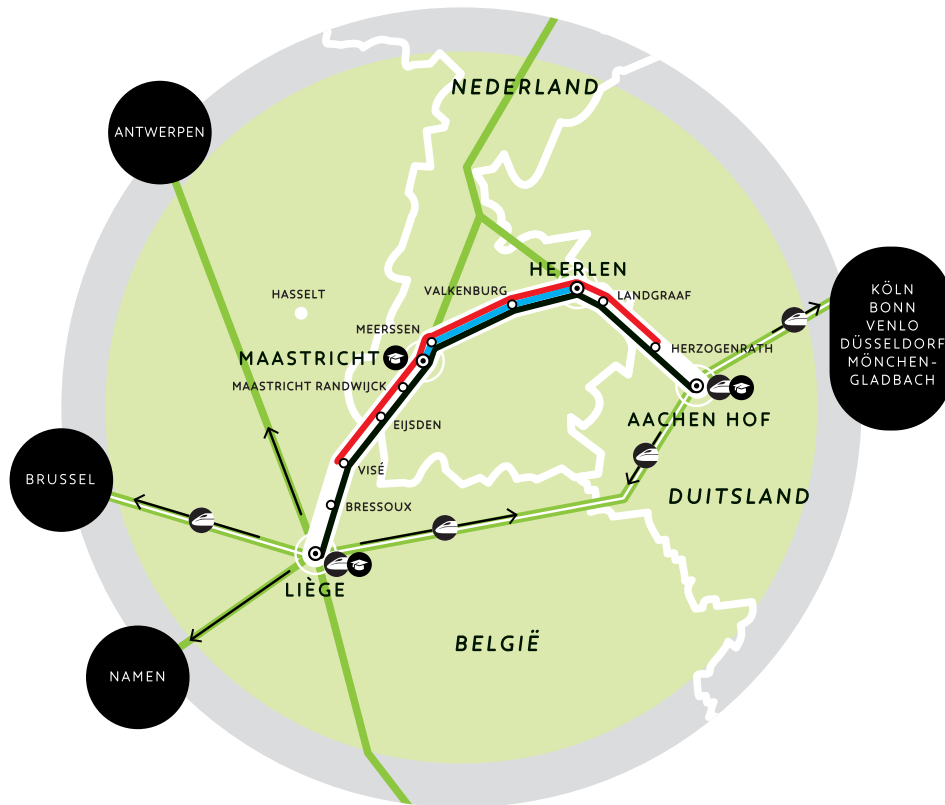 NEDERLAND
ANTWERPEN
HEERLEN
HASSELT
VALKENBURG
LANDGRAAF
KÖLN
BONN
VENLO
DÜSSELDORF
MÖNCHEN-
GLADBACH
MEERSSEN
MAASTRICHT
HERZOGENRATH
MAASTRICHT RANDWIJCK
AACHEN HOF
EIJSDEN
VISÉ
BRUSSEL
DUITSLAND
BRESSOUX
LIÈGE
BELGIË
NAMEN